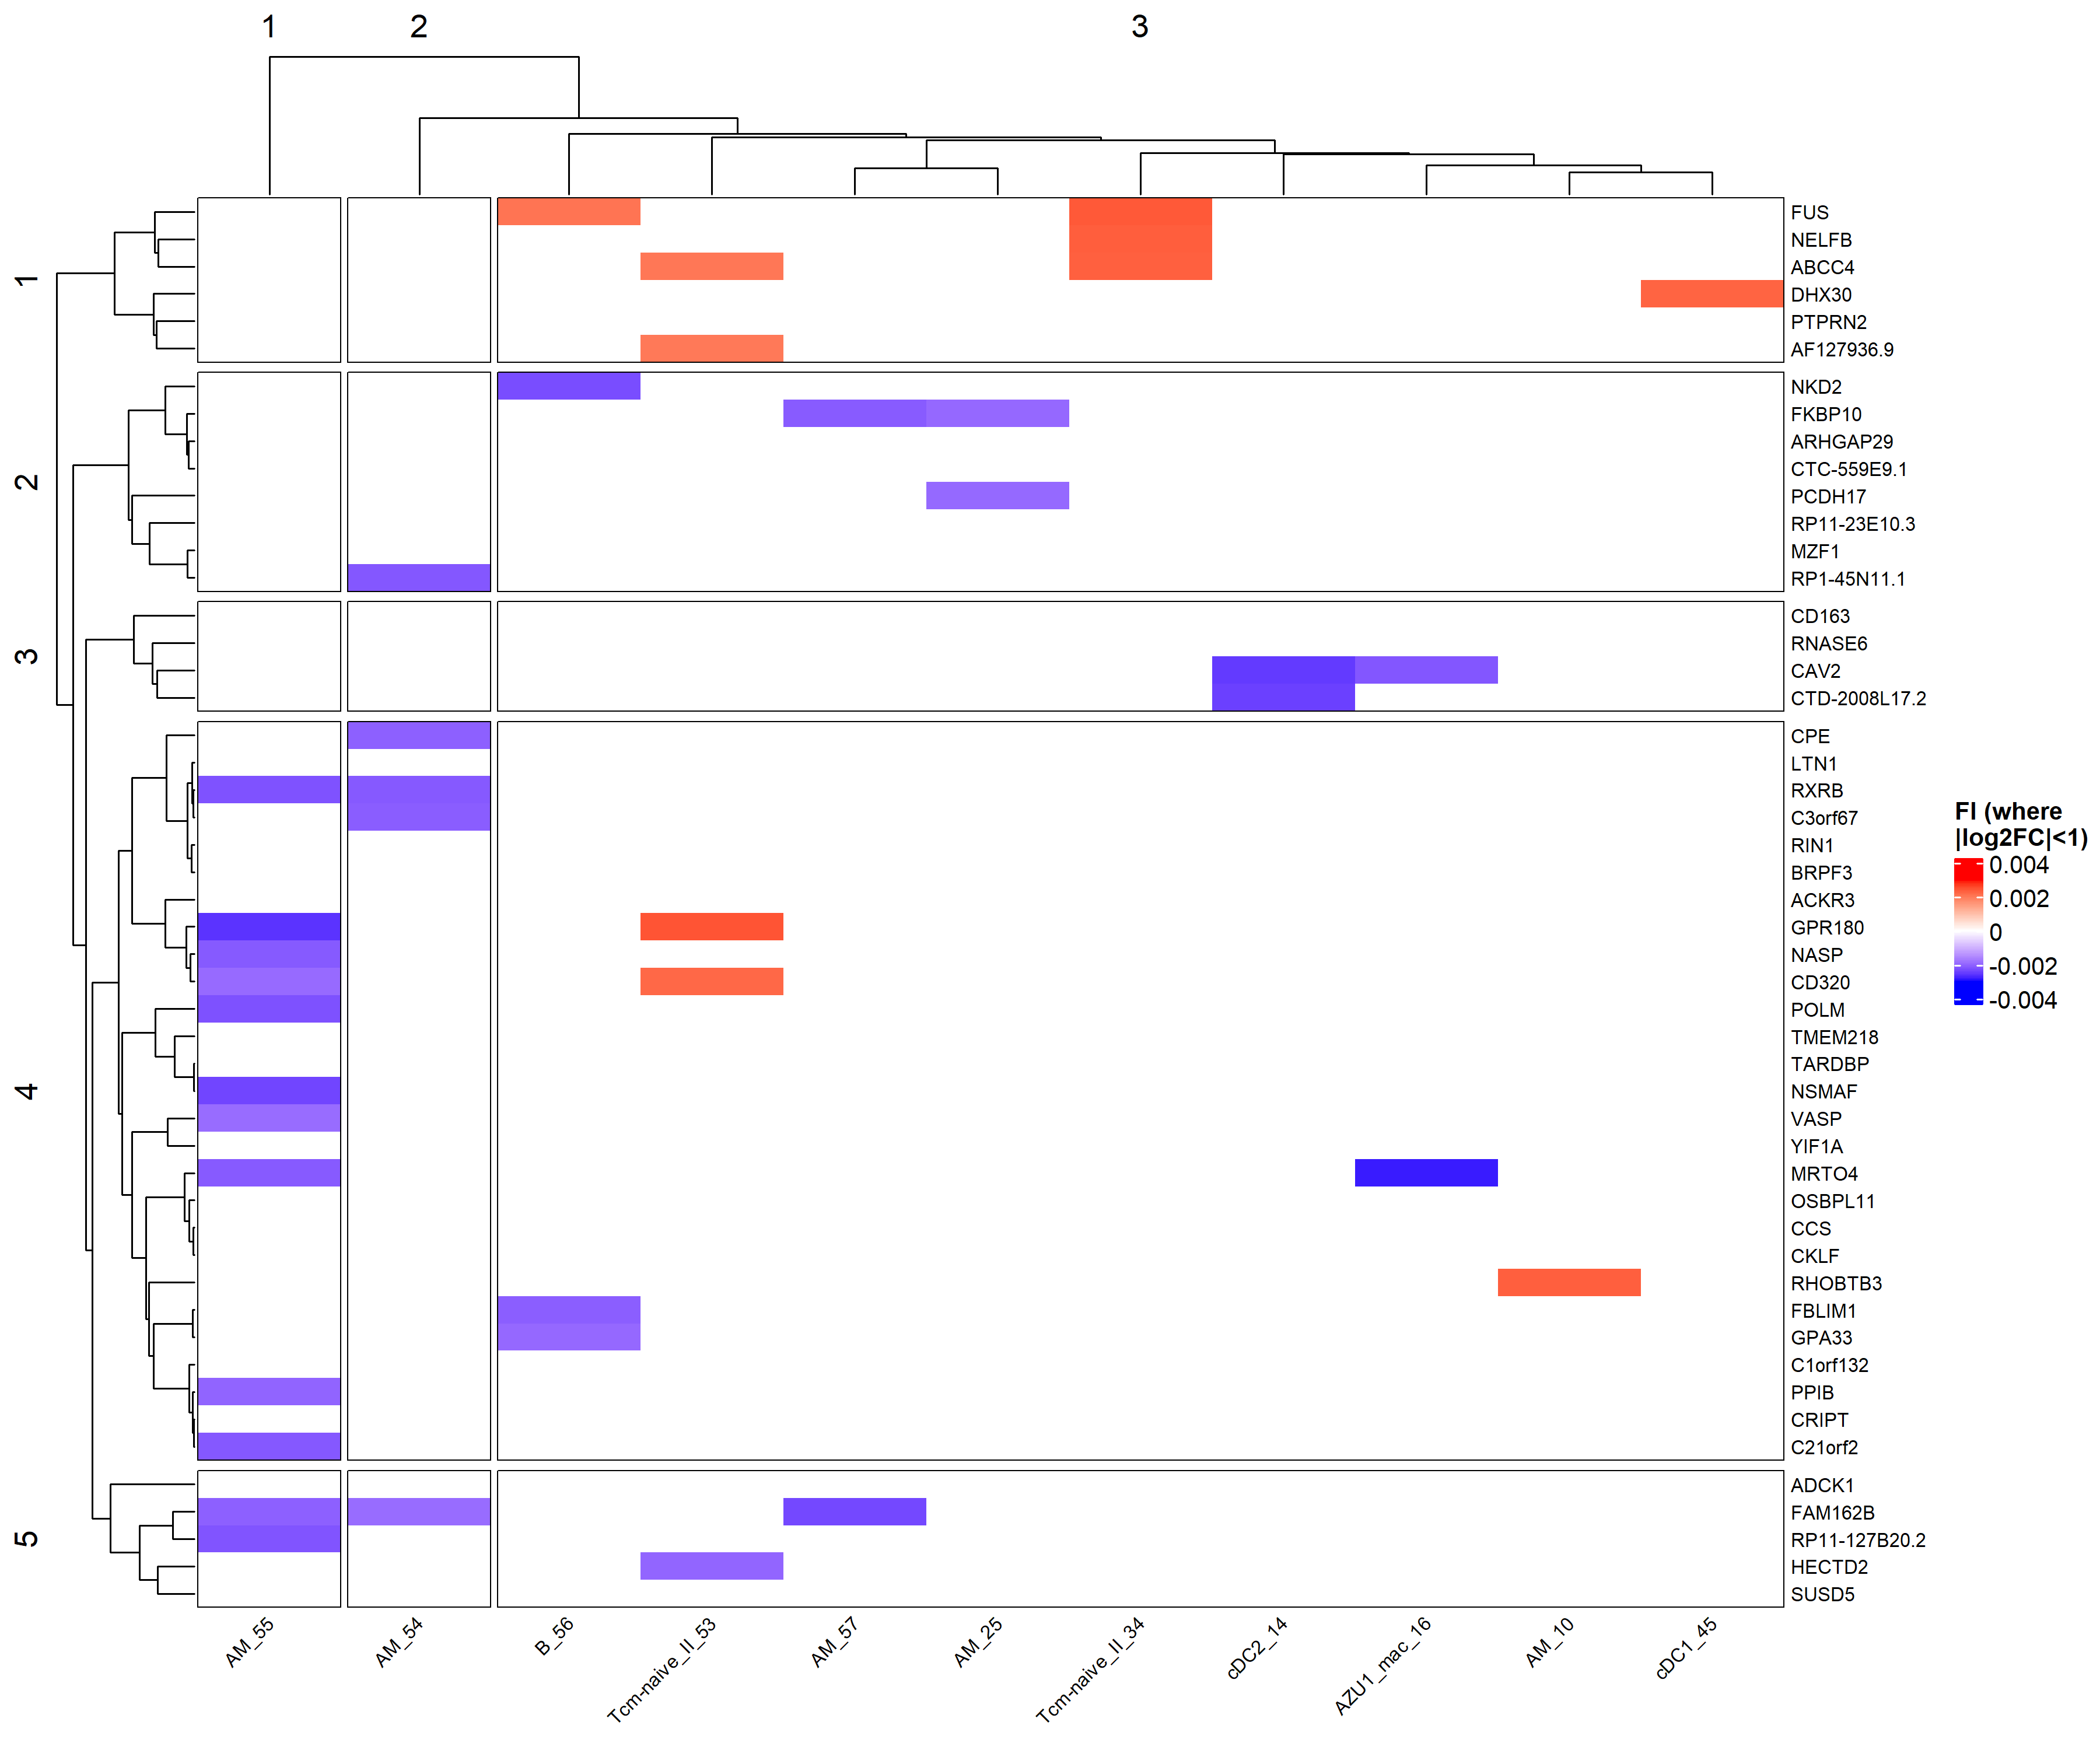 1
2
3
1
2
3
4
5
FUS
NELFB
ABCC4
DHX30
PTPRN2
AF127936.9
NKD2
FKBP10
ARHGAP29
CTC-559E9.1
PCDH17
RP11-23E10.3
MZF1
RP1-45N11.1
CD163
RNASE6
CAV2
CTD-2008L17.2
CPE
LTN1
RXRB
C3orf67
RIN1
BRPF3
ACKR3
GPR180
NASP
CD320
POLM
TMEM218
TARDBP
NSMAF
VASP
YIF1A
MRTO4
OSBPL11
CCS
CKLF
RHOBTB3
FBLIM1
GPA33
C1orf132
PPIB
CRIPT
C21orf2
ADCK1
FAM162B
RP11-127B20.2
HECTD2
SUSD5
FI (where
|log2FC|<1)
0.004
0.002
0
-0.002
-0.004
AM_55
AM_54
B_56
Tcm-naive_II_53
AM_57
AM_25
Tcm-naive_II_34
cDC2_14
AZU1_mac_16
AM_10
cDC1_45